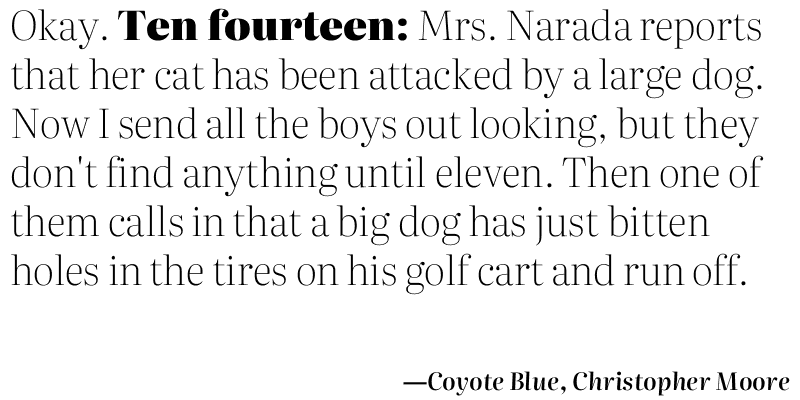 Okay. Ten fourteen: Mrs. Narada reports
that her cat has been attacked by a large dog.
Now I send all the boys out looking, but they
don't find anything until eleven. Then one of
them calls in that a big dog has just bitten
holes in the tires on his golf cart and run off.
—Coyote Blue, Christopher Moore